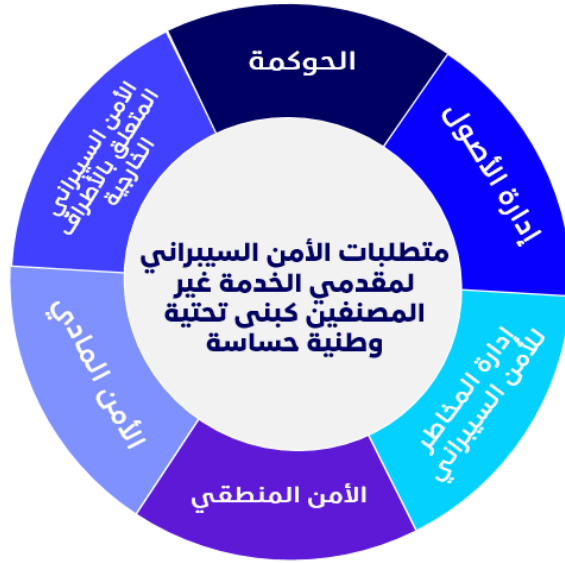 الحوكمة
إدارة الأصول
إدارة المخاطر
للأمن السيبراني
الأمن المنطقي
الأمن المادي
الأمن السيبراني
المتعلق بالأطراف
الخارجية
متطلبات الأمن السيبراني
لمقدمي الخدمة غير
المصنفين كبنى تحتية
وطنية حساسة